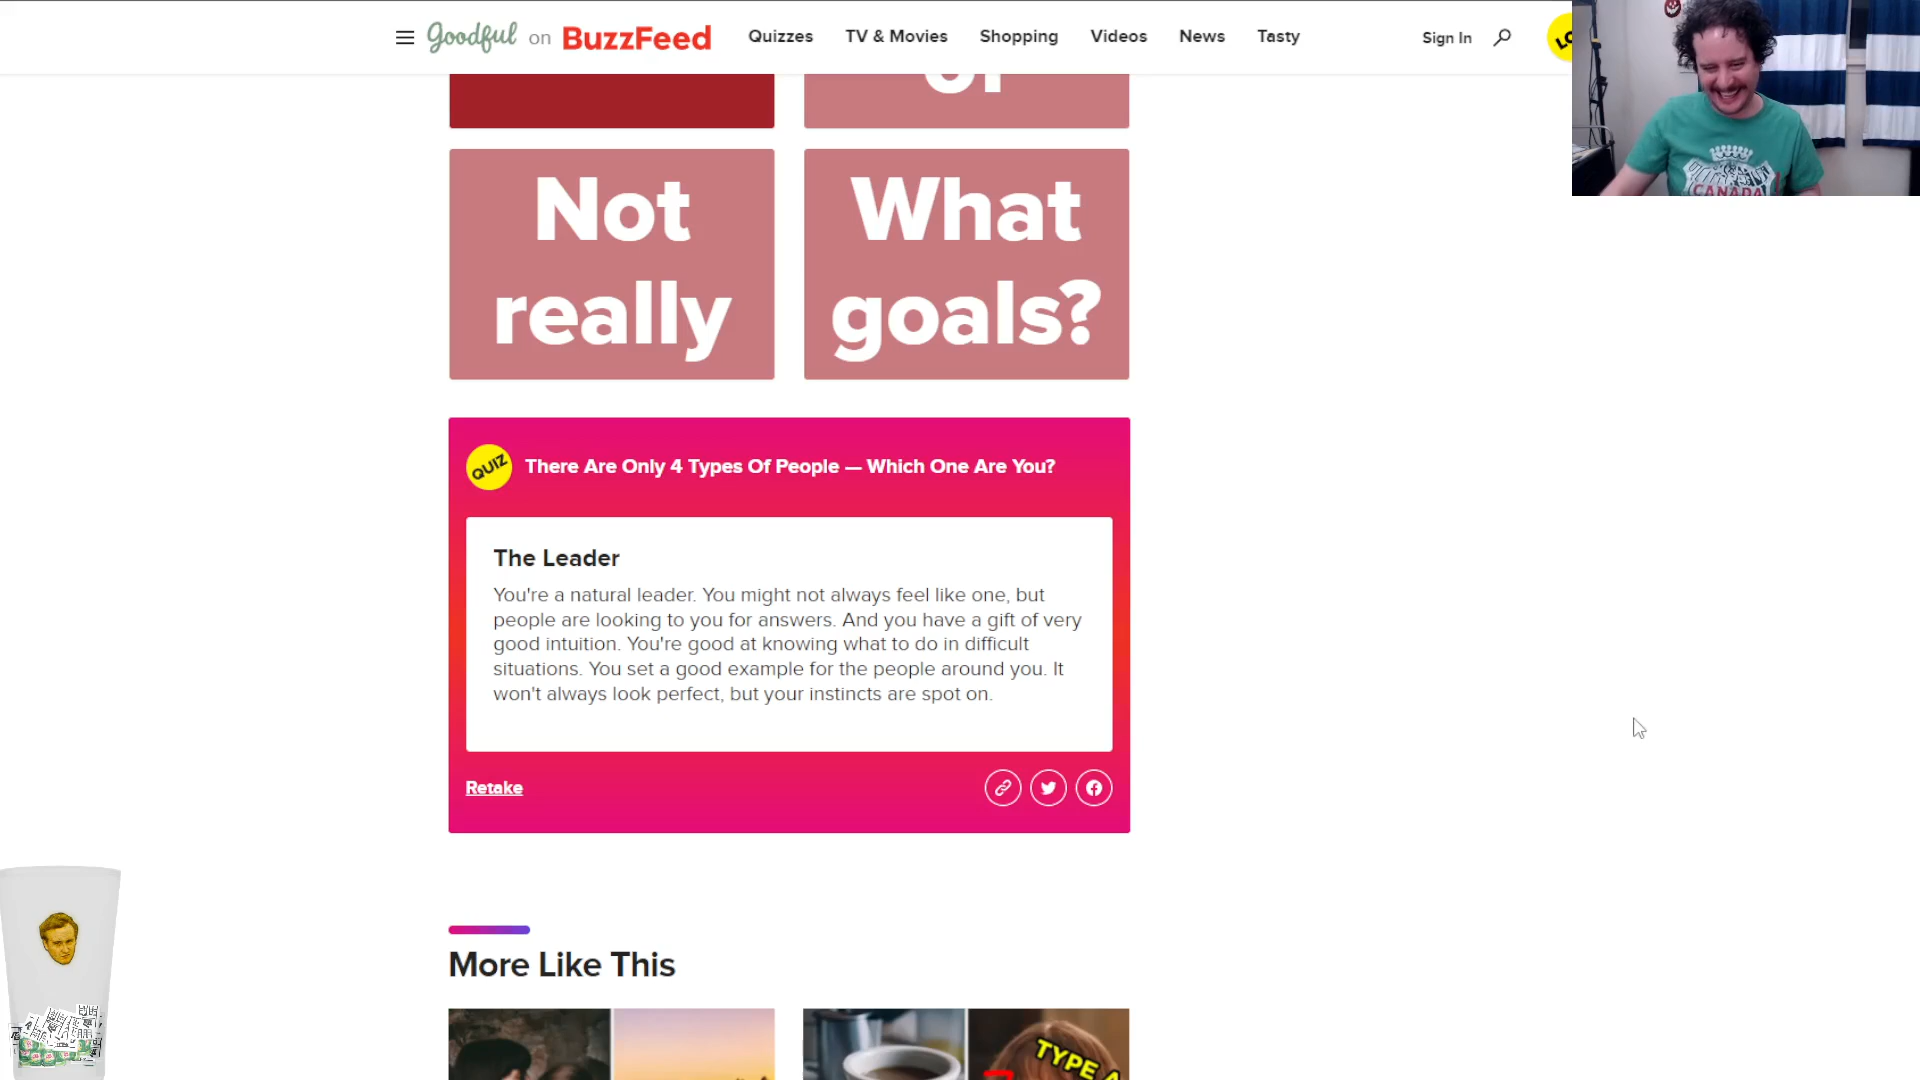 Goodful on BuzzFeed Quizzes TV & Movies Shopping Videos News Tasty Sign In
or
Not
really
What
goals?
QUIZ There Are Only 4 Types Of People — Which One Are You?
The Leader
You're a natural leader. You might not always feel like one, but
people are looking to you for answers. And you have a gift of very
good intuition. You're good at knowing what to do in difficult
situations. You set a good example for the people around you. It
won't always look perfect, but your instincts are spot on.
Retake
More Like This
TYPE A
CANADA